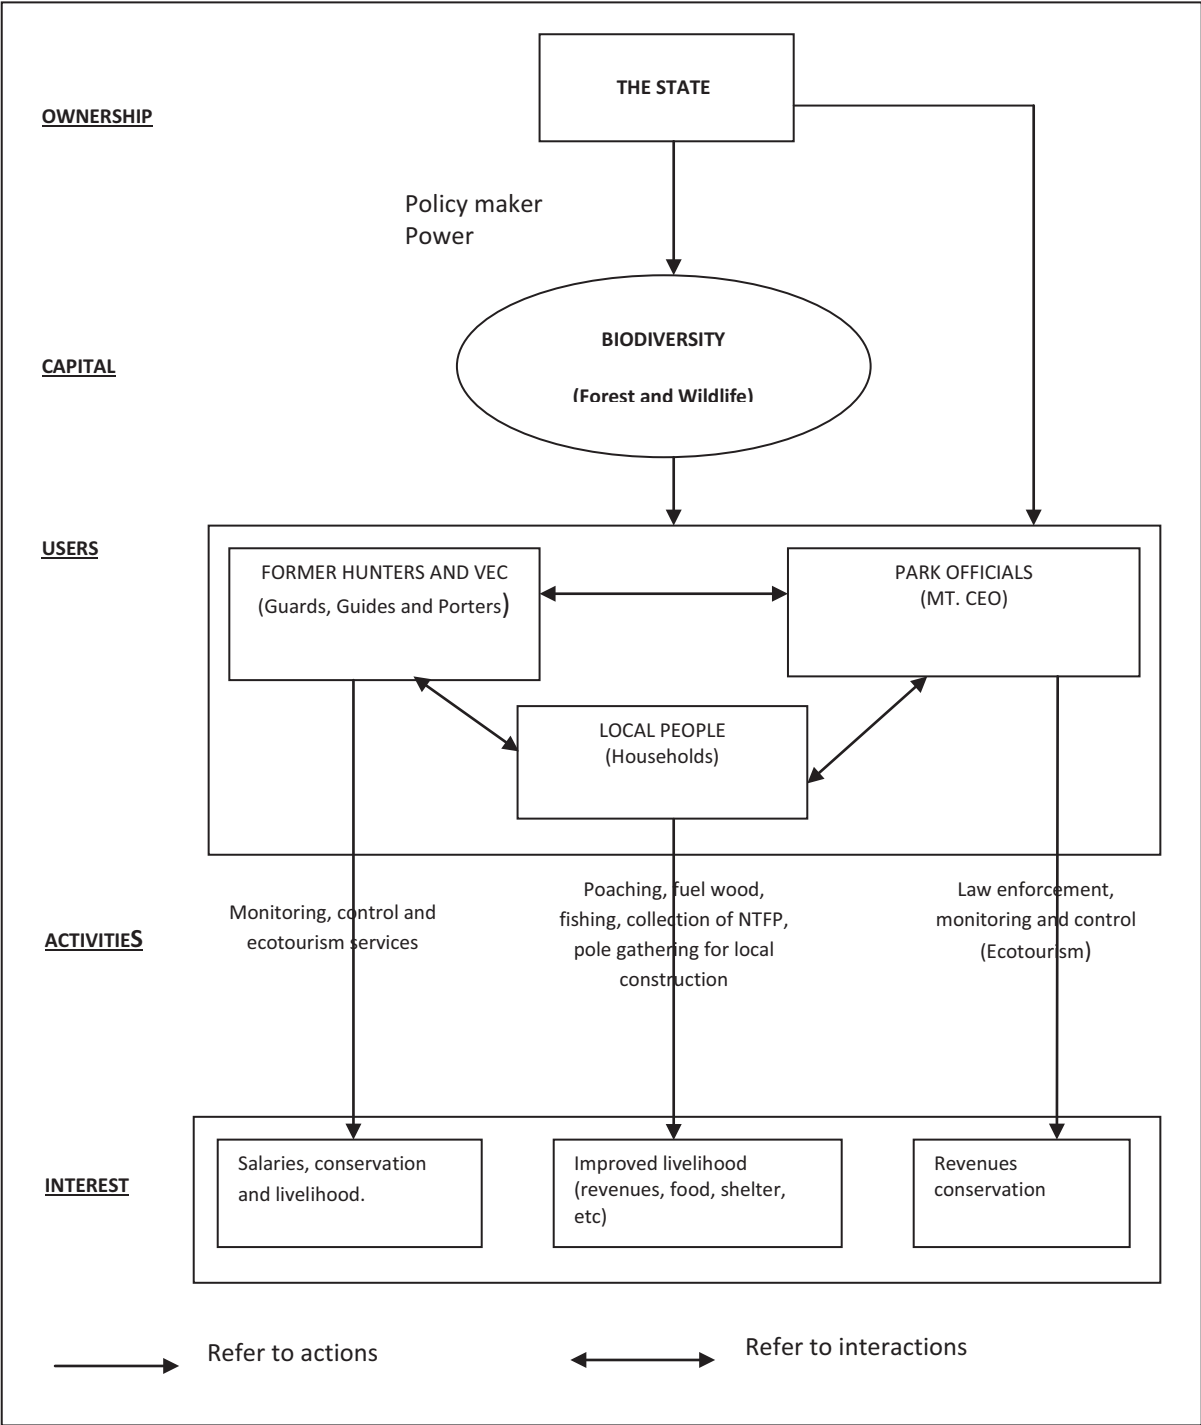 THE STATE
OWNERSHIP
Policy maker
Power
BIODIVERSITY
(Forest and Wildlife)
CAPITAL
USERS
FORMER HUNTERS AND VEC
(Guards, Guides and Porters)
PARK OFFICIALS
(MT. CEO)
LOCAL PEOPLE
(Households)
ACTIVITIES
Monitoring, control and
ecotourism services
Poaching, fuel wood,
fishing, collection of NTFP,
pole gathering for local
construction
Law enforcement,
monitoring and control
(Ecotourism)
INTEREST
Salaries, conservation
and livelihood.
Improved livelihood
(revenues, food, shelter,
etc)
Revenues
conservation
Refer to actions
Refer to interactions